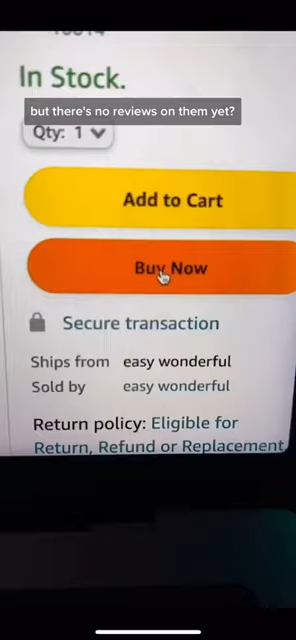 In Stock.
but there's no reviews on them yet?
Qty: 1
Add to Cart
Buy Now
Secure transaction
Ships from easy wonderful
Sold by easy wonderful
Return policy: Eligible for
Return, Refund or Replacement